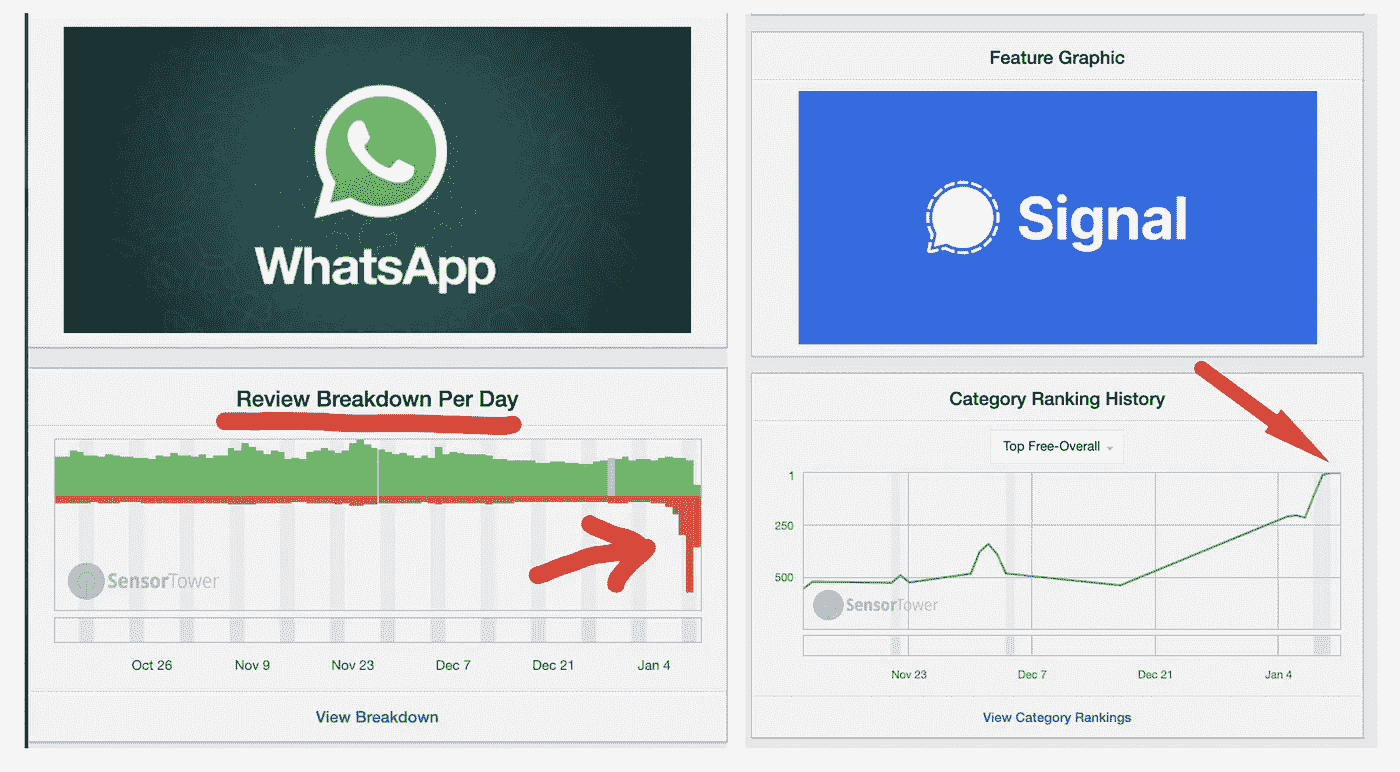 WhatsApp
Review Breakdown Per Day
SensorTower
Oct 26 Nov 9 Nov 23 Dec 7 Dec 21 Jan 4
View Breakdown
Feature Graphic
Signal
Category Ranking History
Top Free-Overall
1
250
500
SensorTower
Nov 23 Dec 7 Dec 21 Jan 4
View Category Rankings